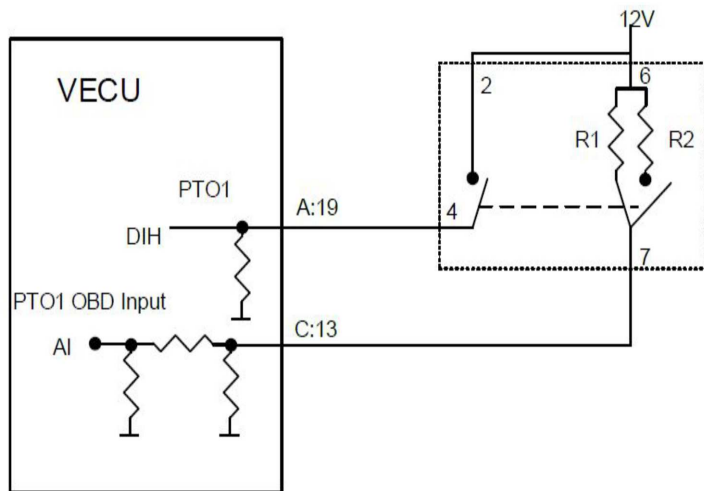 12V
VECU
2
6
R1
R2
PTO1
A:19
4
DIH
7
PTO1 OBD Input
C:13
AI